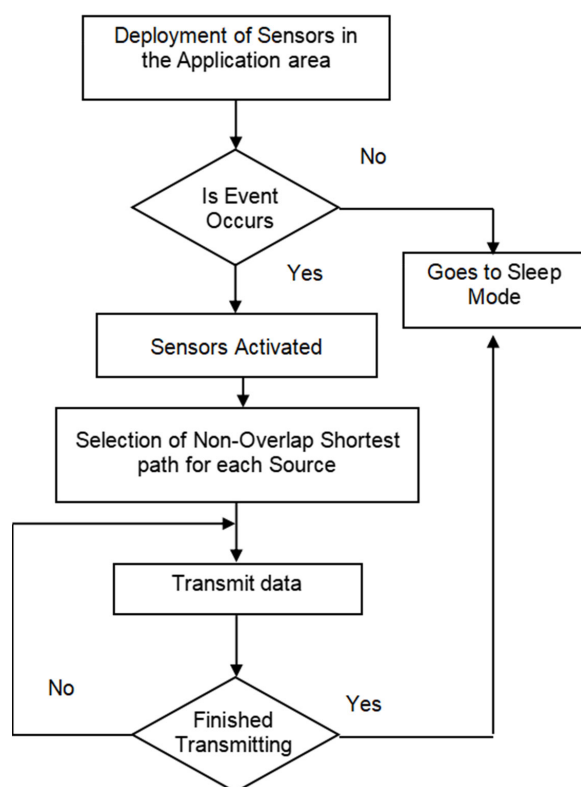 Deployment of Sensors in
the Application area
No
Is Event
Occurs
Yes
Goes to Sleep
Mode
Sensors Activated
Selection of Non-Overlap Shortest
path for each Source
Transmit data
No
Yes
Finished
Transmitting